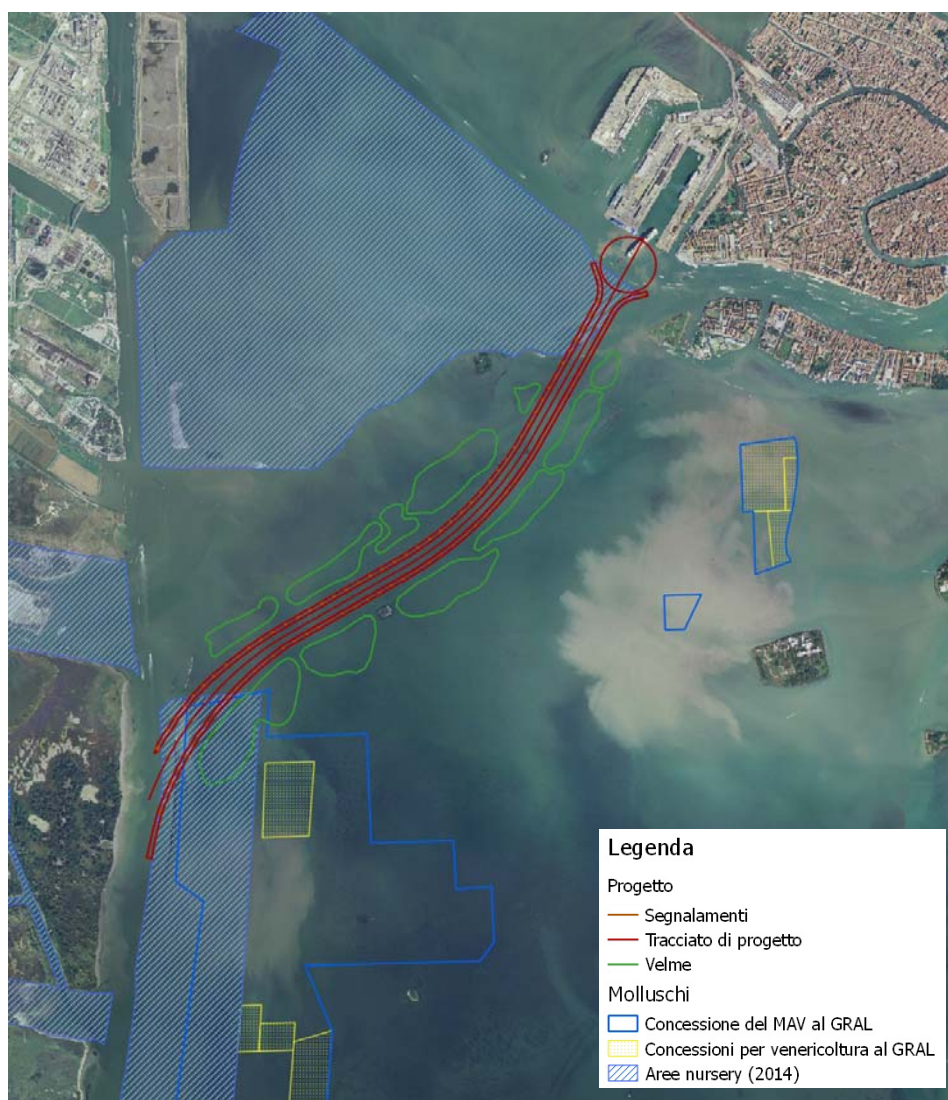 Legenda
Progetto
Segnalamenti
Tracciato di progetto
Velme
Molluschi
Concessione del MAV al GRAL
Concessioni per venericoltura al GRAL
Aree nursery (2014)